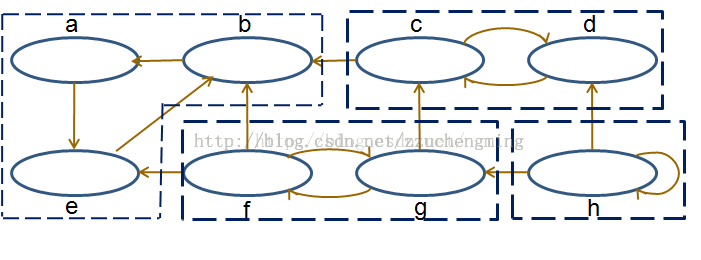 a b c d
http://blog.csdn.net/zzuchengming
e f g h